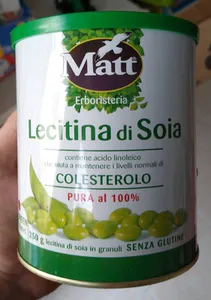 Matt
Erboristeria
Lecitina di Soia
contiene acido linoleico
che aiuta a mantenere i livelli normali di
COLESTEROLO
PURA al 100%
250 g lecitina di soia in granuli SENZA GLUTINE